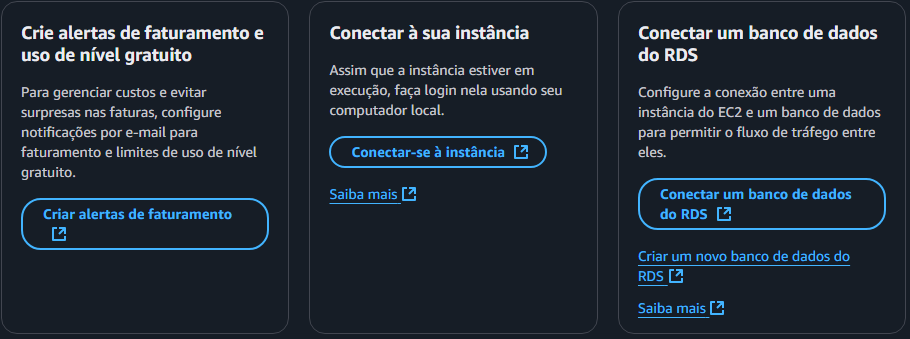 Crie alertas de faturamento e
uso de nível gratuito
Para gerenciar custos e evitar
surpresas nas faturas, configure
notificações por e-mail para
faturamento e limites de uso de nível
gratuito.
Criar alertas de faturamento
Conectar à sua instância
Assim que a instância estiver em
execução, faça login nela usando seu
computador local.
Conectar-se à instância
Saiba mais
Conectar um banco de dados
do RDS
Configure a conexão entre uma
instância do EC2 e um banco de dados
para permitir o fluxo de tráfego entre
eles.
Conectar um banco de dados
do RDS
Criar um novo banco de dados do
RDS
Saiba mais